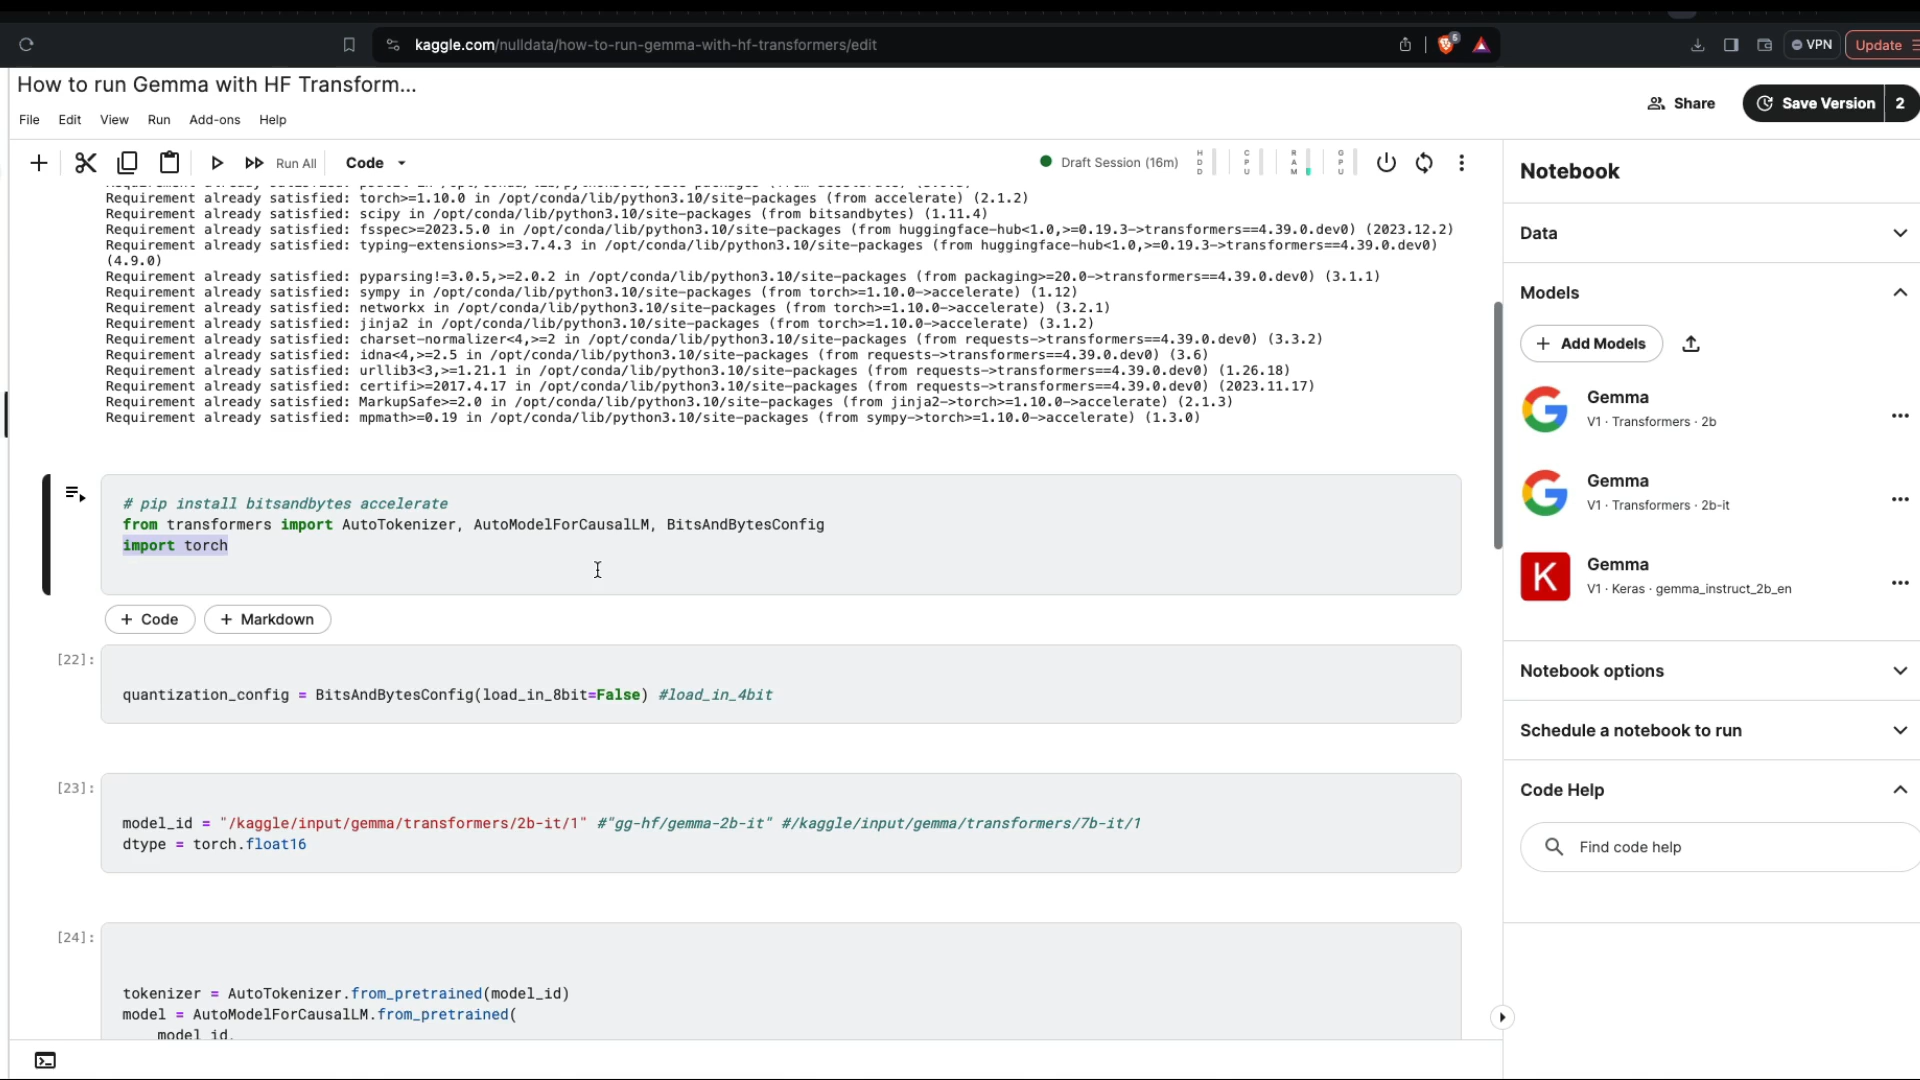 kaggle.com/nulldata/how-to-run-gemma-with-hf-transformers/edit
6
VPN
Update
How to run Gemma with HF Transform...
File Edit View Run Add-ons Help
Share
Save Version 2
Run All
Code
Draft Session (16m)
HDD
CPU
RAM
GPU
Requirement already satisfied: torch>=1.10.0 in /opt/conda/lib/python3.10/site-packages (from accelerate) (2.1.2)
Requirement already satisfied: scipy in /opt/conda/lib/python3.10/site-packages (from bitsandbytes) (1.11.4)
Requirement already satisfied: fsspec>=2023.5.0 in /opt/conda/lib/python3.10/site-packages (from huggingface-hub<1.0,>=0.19.3->transformers==4.39.0.dev0) (2023.12.2)
Requirement already satisfied: typing-extensions>=3.7.4.3 in /opt/conda/lib/python3.10/site-packages (from huggingface-hub<1.0,>=0.19.3->transformers==4.39.0.dev0)
(4.9.0)
Requirement already satisfied: pyparsing!=3.0.5,>=2.0.2 in /opt/conda/lib/python3.10/site-packages (from packaging>=20.0->transformers==4.39.0.dev0) (3.1.1)
Requirement already satisfied: sympy in /opt/conda/lib/python3.10/site-packages (from torch>=1.10.0->accelerate) (1.12)
Requirement already satisfied: networkx in /opt/conda/lib/python3.10/site-packages (from torch>=1.10.0->accelerate) (3.2.1)
Requirement already satisfied: jinja2 in /opt/conda/lib/python3.10/site-packages (from torch>=1.10.0->accelerate) (3.1.2)
Requirement already satisfied: charset-normalizer<4,>=2 in /opt/conda/lib/python3.10/site-packages (from requests->transformers==4.39.0.dev0) (3.3.2)
Requirement already satisfied: idna<4,>=2.5 in /opt/conda/lib/python3.10/site-packages (from requests->transformers==4.39.0.dev0) (3.6)
Requirement already satisfied: urllib3<3,>=1.21.1 in /opt/conda/lib/python3.10/site-packages (from requests->transformers==4.39.0.dev0) (1.26.18)
Requirement already satisfied: certifi>=2017.4.17 in /opt/conda/lib/python3.10/site-packages (from requests->transformers==4.39.0.dev0) (2023.11.17)
Requirement already satisfied: MarkupSafe>=2.0 in /opt/conda/lib/python3.10/site-packages (from jinja2->torch>=1.10.0->accelerate) (2.1.3)
Requirement already satisfied: mpmath>=0.19 in /opt/conda/lib/python3.10/site-packages (from sympy->torch>=1.10.0->accelerate) (1.3.0)
# pip install bitsandbytes accelerate
from transformers import AutoTokenizer, AutoModelForCausalLM, BitsAndBytesConfig
import torch
+ Code + Markdown
[22]:
quantization_config = BitsAndBytesConfig(load_in_8bit=False) #load_in_4bit
[23]:
model_id = "/kaggle/input/gemma/transformers/2b-it/1" #"gg-hf/gemma-2b-it" #/kaggle/input/gemma/transformers/7b-it/1
dtype = torch.float16
[24]:
tokenizer = AutoTokenizer.from_pretrained(model_id)
model = AutoModelForCausalLM.from_pretrained(
model_id,
Notebook
Data
Models
+ Add Models
Gemma
V1 · Transformers · 2b
Gemma
V1 · Transformers · 2b-it
K
Gemma
V1 · Keras · gemma_instruct_2b_en
Notebook options
Schedule a notebook to run
Code Help
Find code help